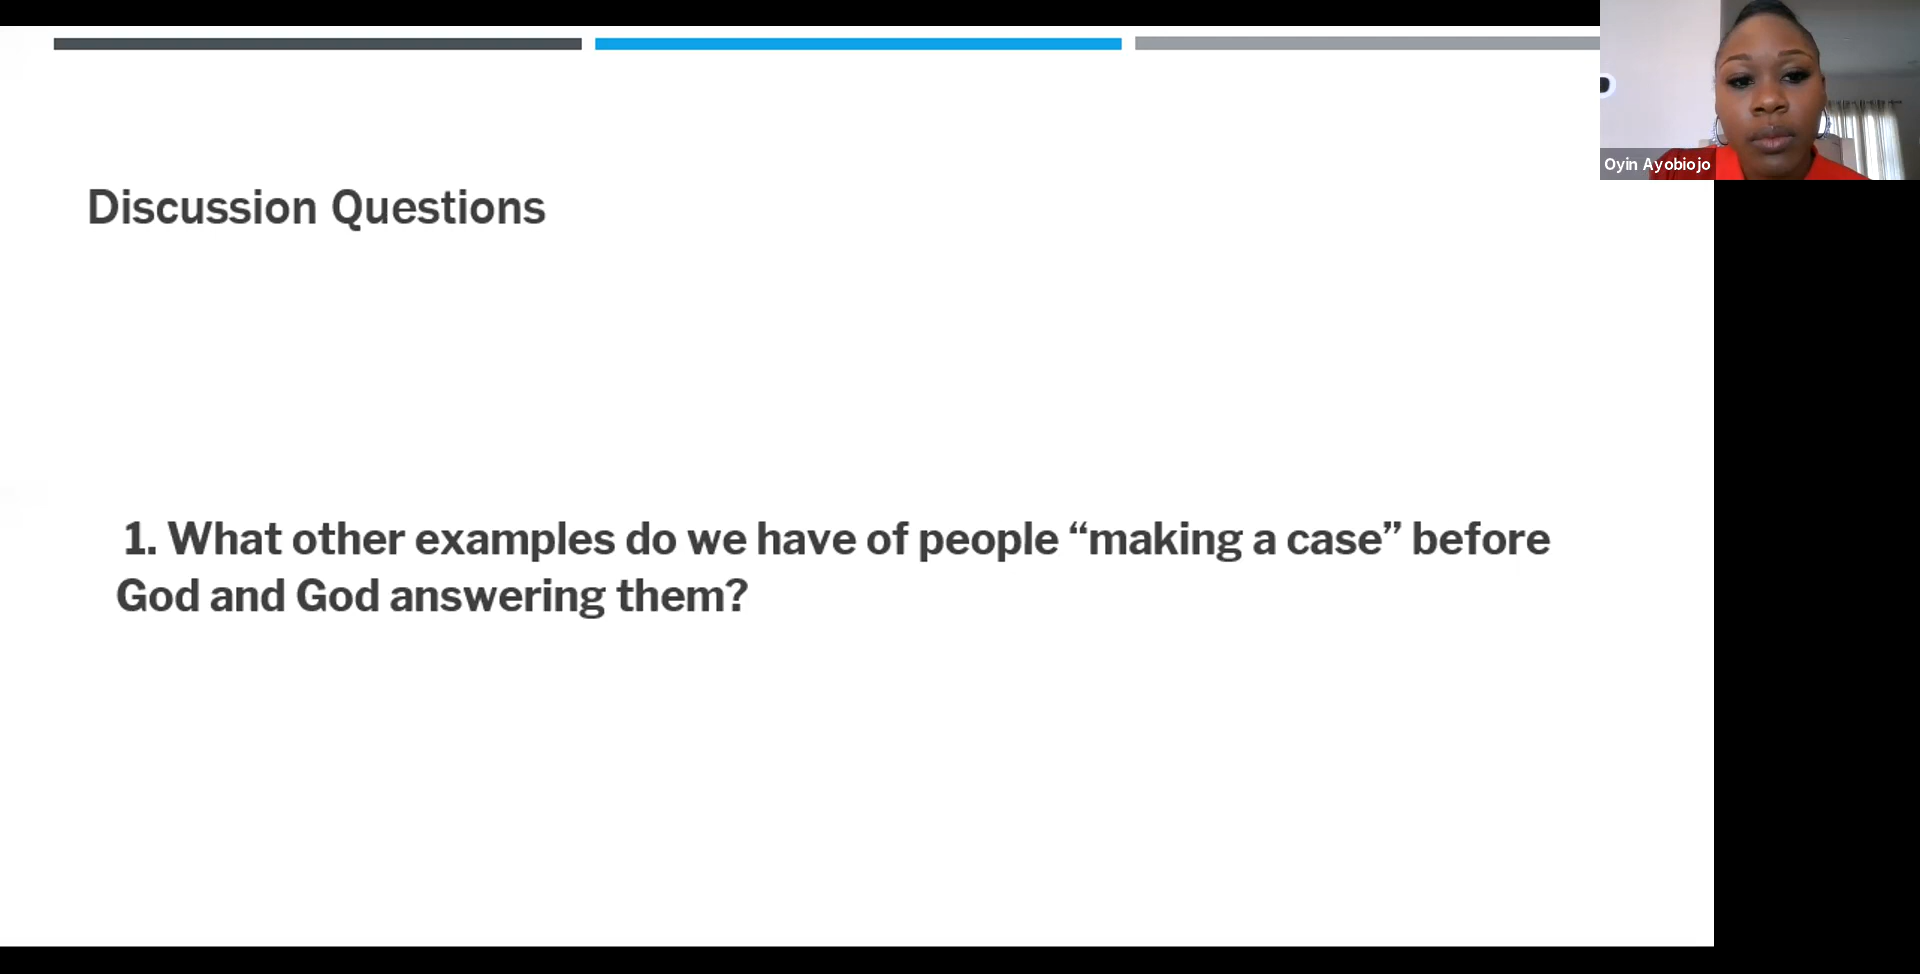 Oyin Ayobiojo
Discussion Questions
1. What other examples do we have of people “making a case” before
God and God answering them?